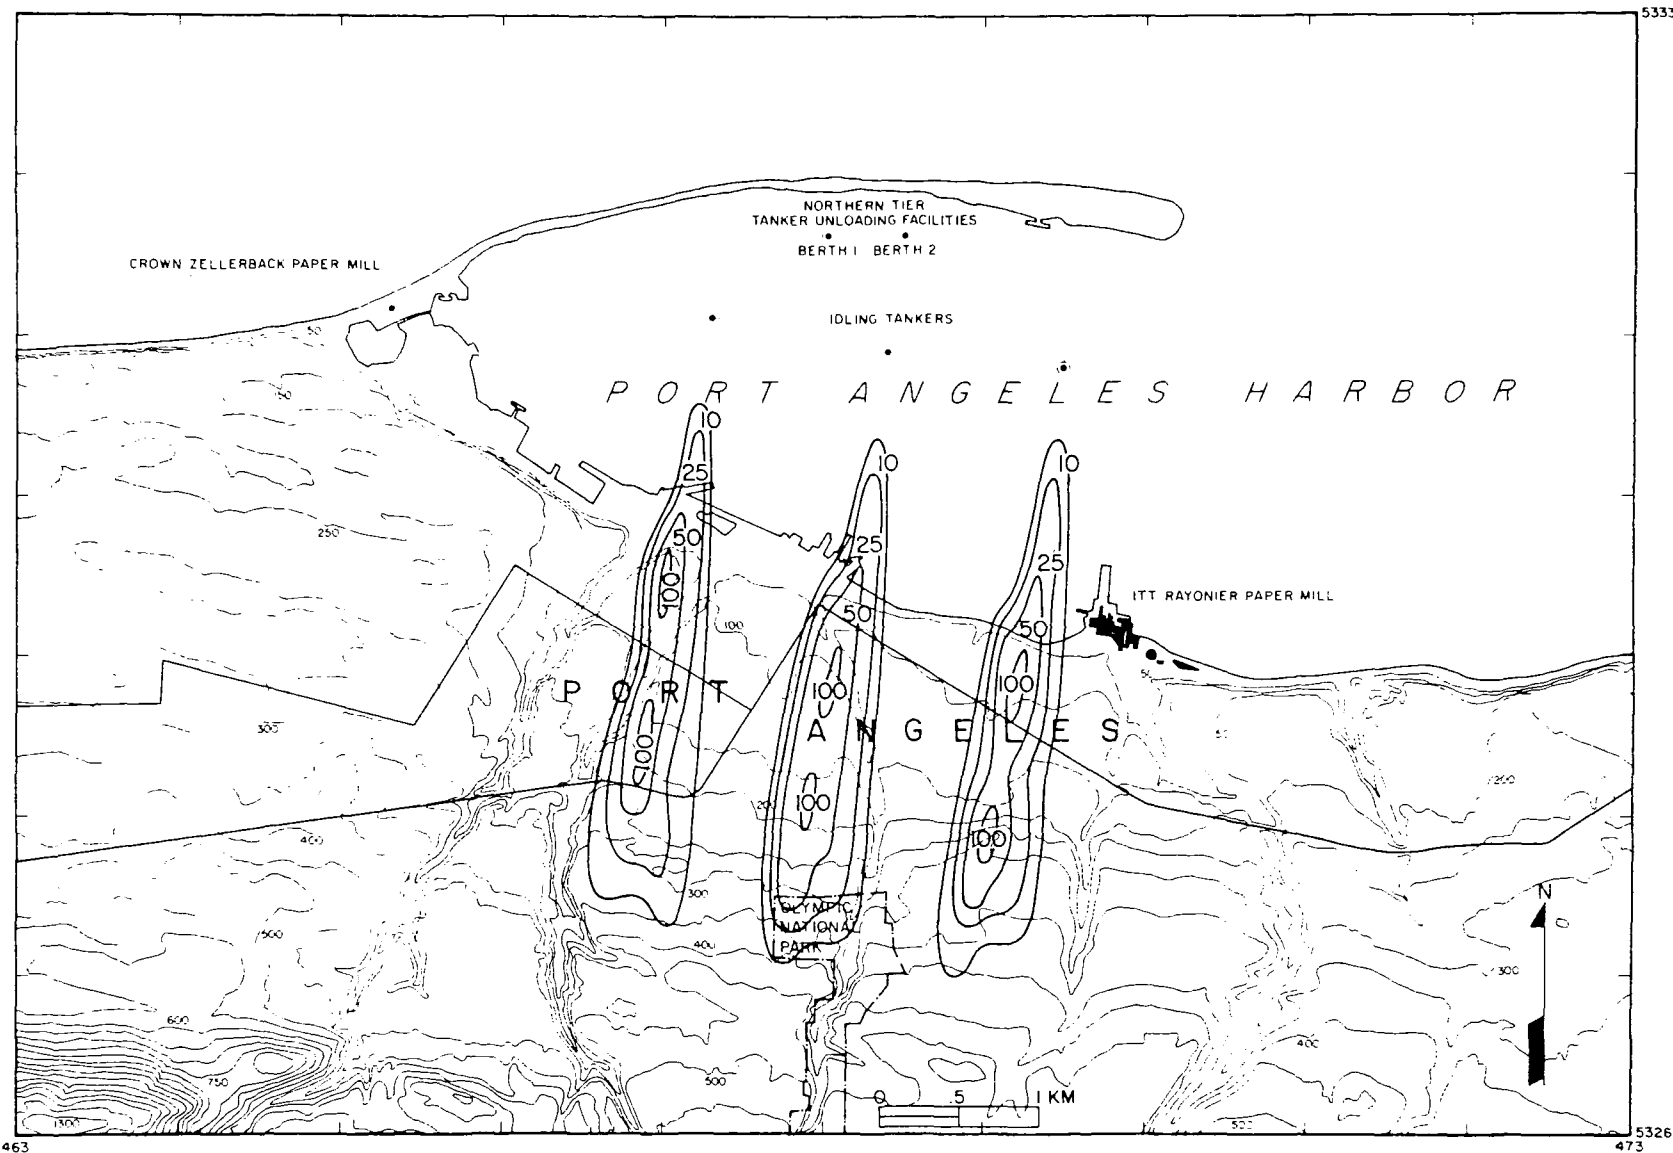 5333
NORTHERN TIER
TANKER UNLOADING FACILITIES
BERTH 1 BERTH 2
CROWN ZELLERBACK PAPER MILL
IDLING TANKERS
50
PORT ANGELES HARBOR
10
10
10
25
25
25
250
50
100
ITT RAYONIER PAPER MILL
50
50
100
100
100
PORT
300
ANGELES
100
100
200
400
100
300
OLYMPIC
NATIONAL
PARK
N
500
400
300
600
400
750
500
0 .5 1 KM
1300
500
463
473
5326